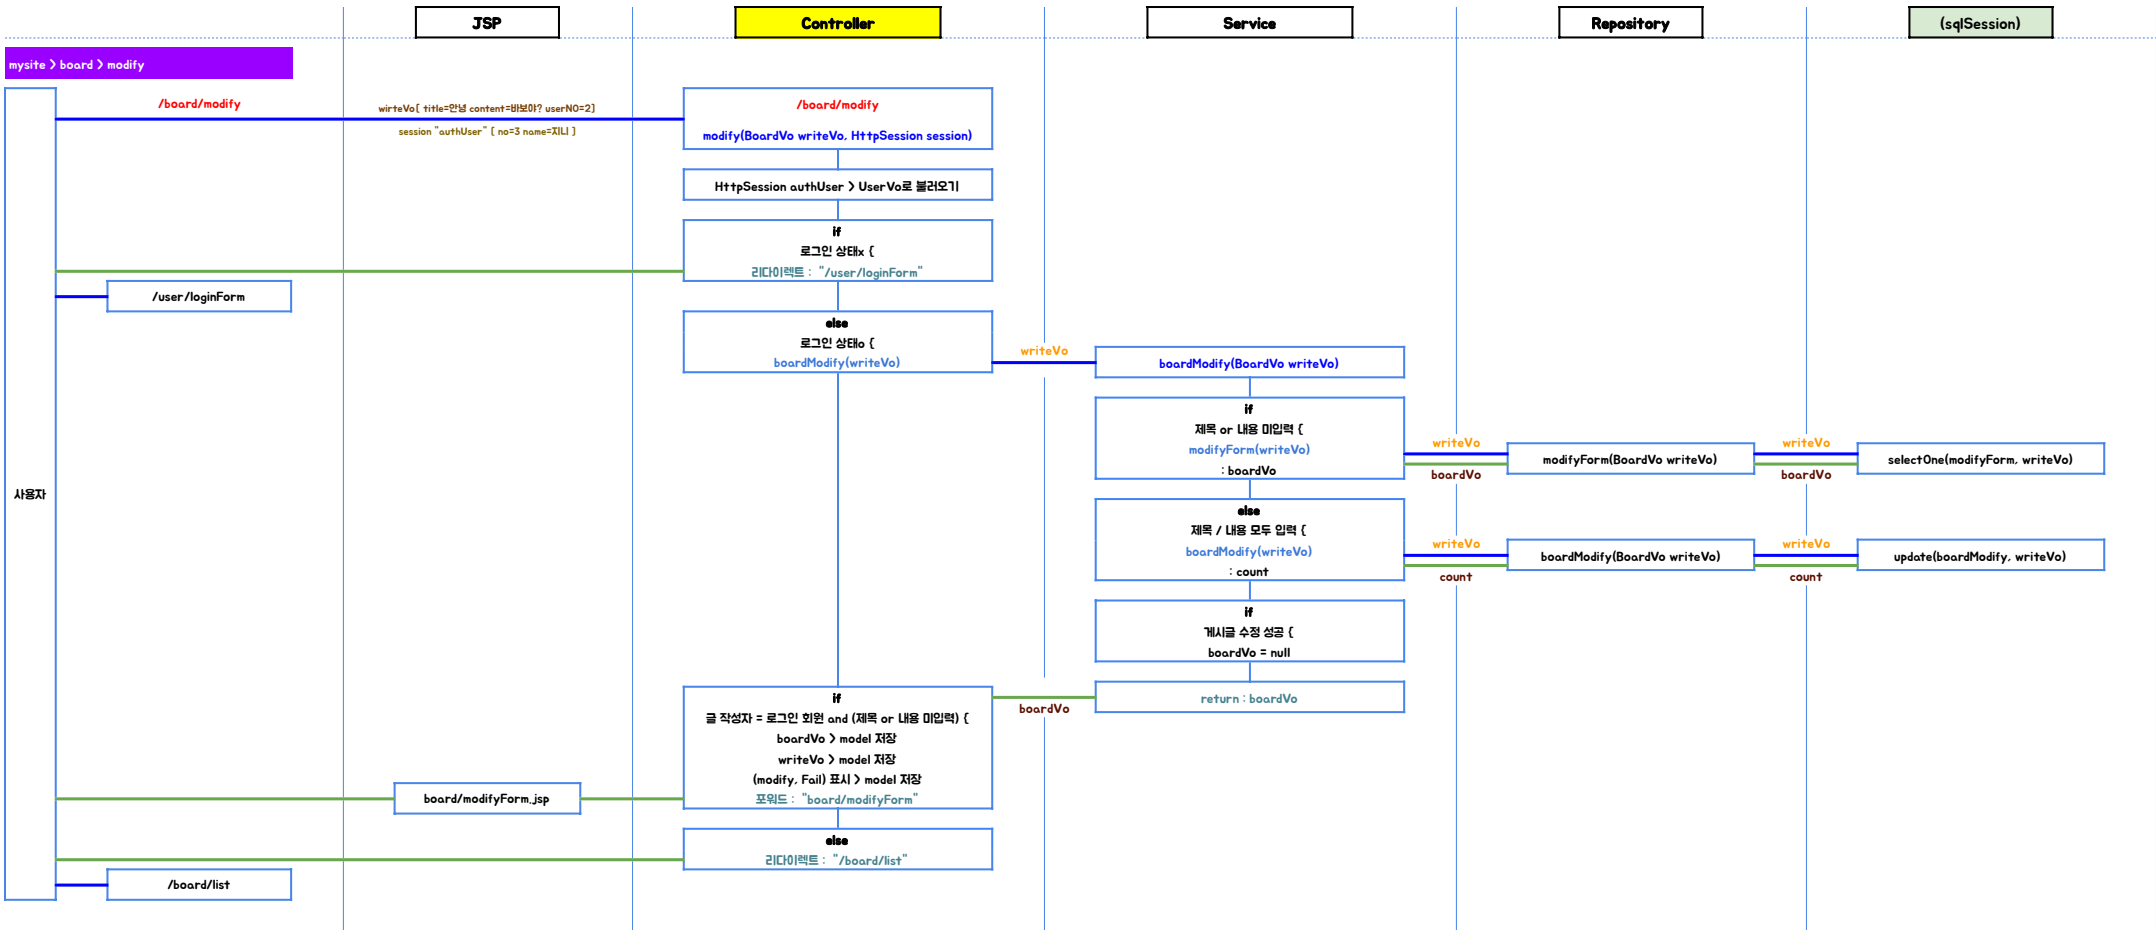 JSP
Controller
Service
Repository
(sqlSession)
mysite > board > modify
/board/modify
wirteVo[ title=안녕 content=바보야? userNO=2]
session "authUser" [ no=3 name=지니 ]
/board/modify
modify(BoardVo writeVo, HttpSession session)
HttpSession authUser > UserVo로 불러오기
if
로그인 상태x {
리다이렉트 : "/user/loginForm"
/user/loginForm
else
로그인 상태o {
boardModify(writeVo)
writeVo
boardModify(BoardVo writeVo)
if
제목 or 내용 미입력 {
modifyForm(writeVo)
: boardVo
writeVo
boardVo
modifyForm(BoardVo writeVo)
writeVo
boardVo
selectOne(modifyForm, writeVo)
사용자
else
제목 / 내용 모두 입력 {
boardModify(writeVo)
: count
writeVo
count
boardModify(BoardVo writeVo)
writeVo
count
update(boardModify, writeVo)
if
게시글 수정 성공 {
boardVo = null
return : boardVo
boardVo
if
글 작성자 = 로그인 회원 and (제목 or 내용 미입력) {
boardVo > model 저장
writeVo > model 저장
(modify, Fail) 표시 > model 저장
포워드 : "board/modifyForm"
board/modifyForm.jsp
else
리다이렉트 : "/board/list"
/board/list